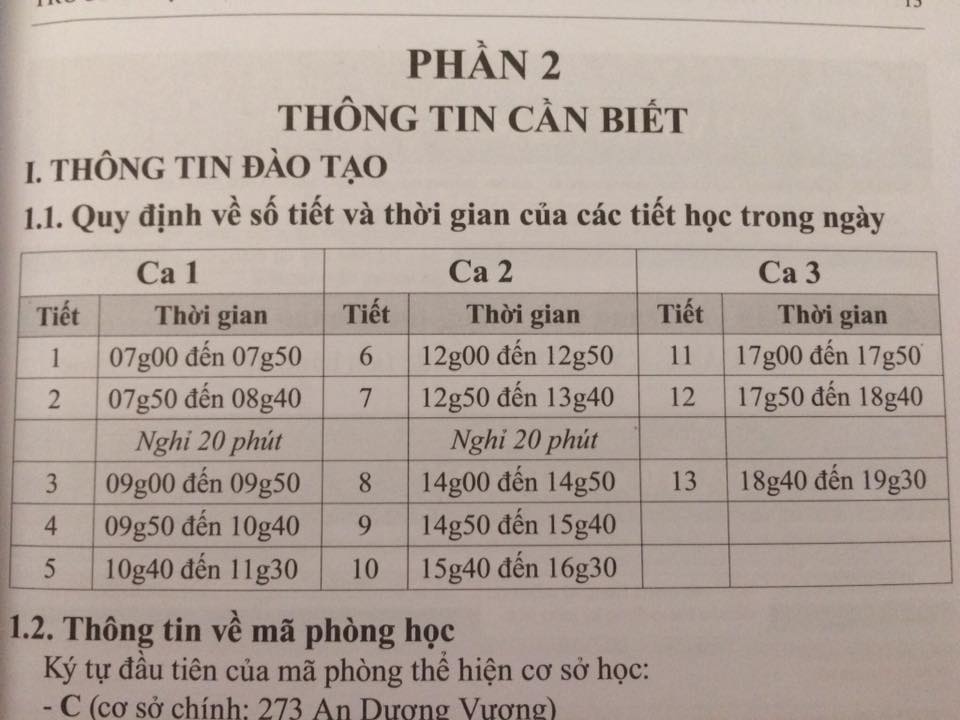 13
PHẦN 2
THÔNG TIN CẦN BIẾT
I. THÔNG TIN ĐÀO TẠO
1.1. Quy định về số tiết và thời gian của các tiết học trong ngày
Ca 1 Ca 2 Ca 3
Tiết Thời gian Tiết Thời gian Tiết Thời gian
1 07g00 đến 07g50 6 12g00 đến 12g50 11 17g00 đến 17g50
2 07g50 đến 08g40 7 12g50 đến 13g40 12 17g50 đến 18g40
Nghỉ 20 phút Nghỉ 20 phút
3 09g00 đến 09g50 8 14g00 đến 14g50 13 18g40 đến 19g30
4 09g50 đến 10g40 9 14g50 đến 15g40
5 10g40 đến 11g30 10 15g40 đến 16g30
1.2. Thông tin về mã phòng học
Ký tự đầu tiên của mã phòng thể hiện cơ sở học:
- C (cơ sở chính: 273 An Dương Vương)